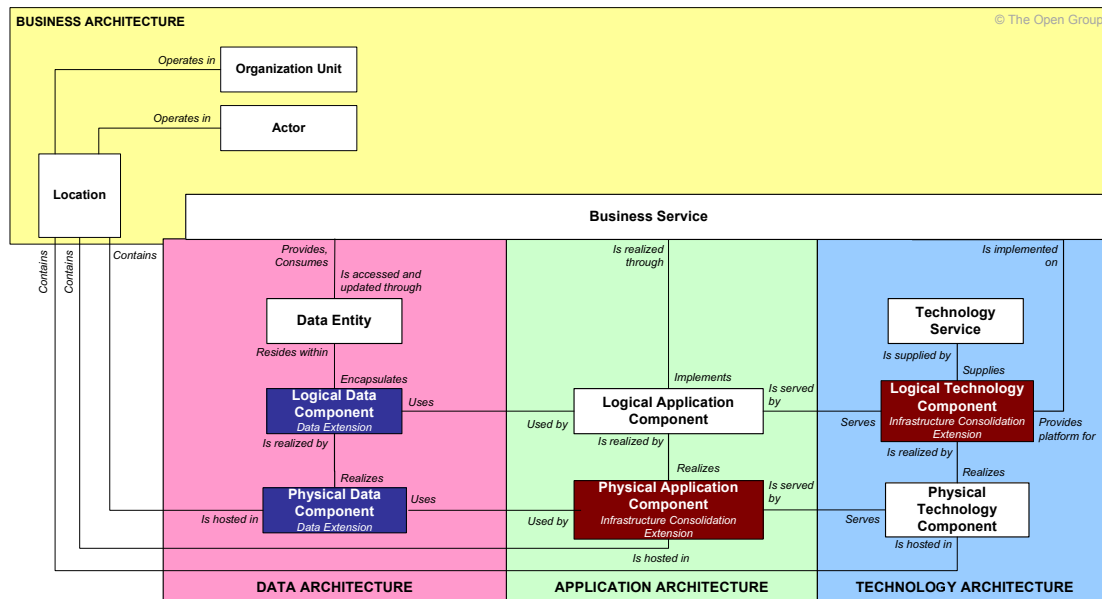 BUSINESS ARCHITECTURE
© The Open Group
Operates in
Organization Unit
Operates in
Actor
Location
Business Service
Contains
Contains
Contains
Provides,
Consumes
Is accessed and
updated through
Is realized
through
Is implemented
on
Data Entity
Technology
Service
Resides within
Is supplied by
Encapsulates
Implements
Supplies
Logical Data
Component
Data Extension
Uses
Used by
Logical Application
Component
Is served
by
Serves
Logical Technology
Component
Infrastructure Consolidation
Extension
Provides
platform for
Is realized by
Is realized by
Is realized by
Realizes
Realizes
Realizes
Physical Data
Component
Data Extension
Uses
Is hosted in
Used by
Physical Application
Component
Infrastructure Consolidation
Extension
Is served
by
Serves
Physical
Technology
Component
Is hosted in
Is hosted in
DATA ARCHITECTURE
APPLICATION ARCHITECTURE
TECHNOLOGY ARCHITECTURE